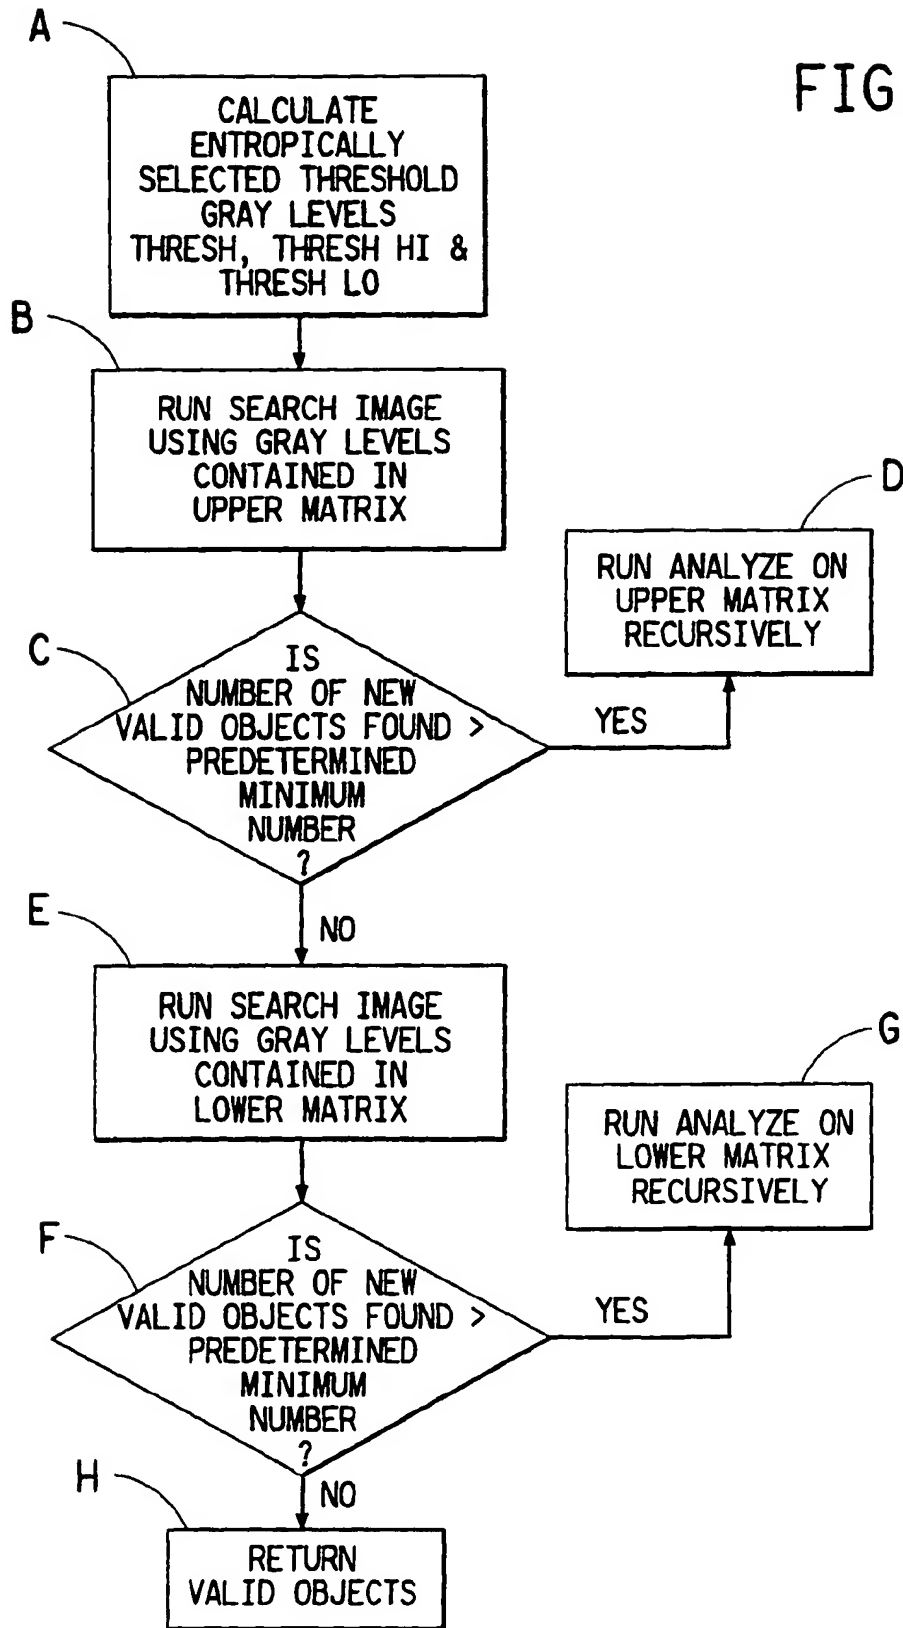 A
FIG
CALCULATE
ENTROPICALLY
SELECTED THRESHOLD
GRAY LEVELS
THRESH, THRESH HI &
THRESH LO
B
RUN SEARCH IMAGE
USING GRAY LEVELS
CONTAINED IN
UPPER MATRIX
D
RUN ANALYZE ON
UPPER MATRIX
RECURSIVELY
C
IS
NUMBER OF NEW
VALID OBJECTS FOUND >
PREDETERMINED
MINIMUM
NUMBER
?
YES
NO
E
RUN SEARCH IMAGE
USING GRAY LEVELS
CONTAINED IN
LOWER MATRIX
G
RUN ANALYZE ON
LOWER MATRIX
RECURSIVELY
F
IS
NUMBER OF NEW
VALID OBJECTS FOUND >
PREDETERMINED
MINIMUM
NUMBER
?
YES
NO
H
RETURN
VALID OBJECTS